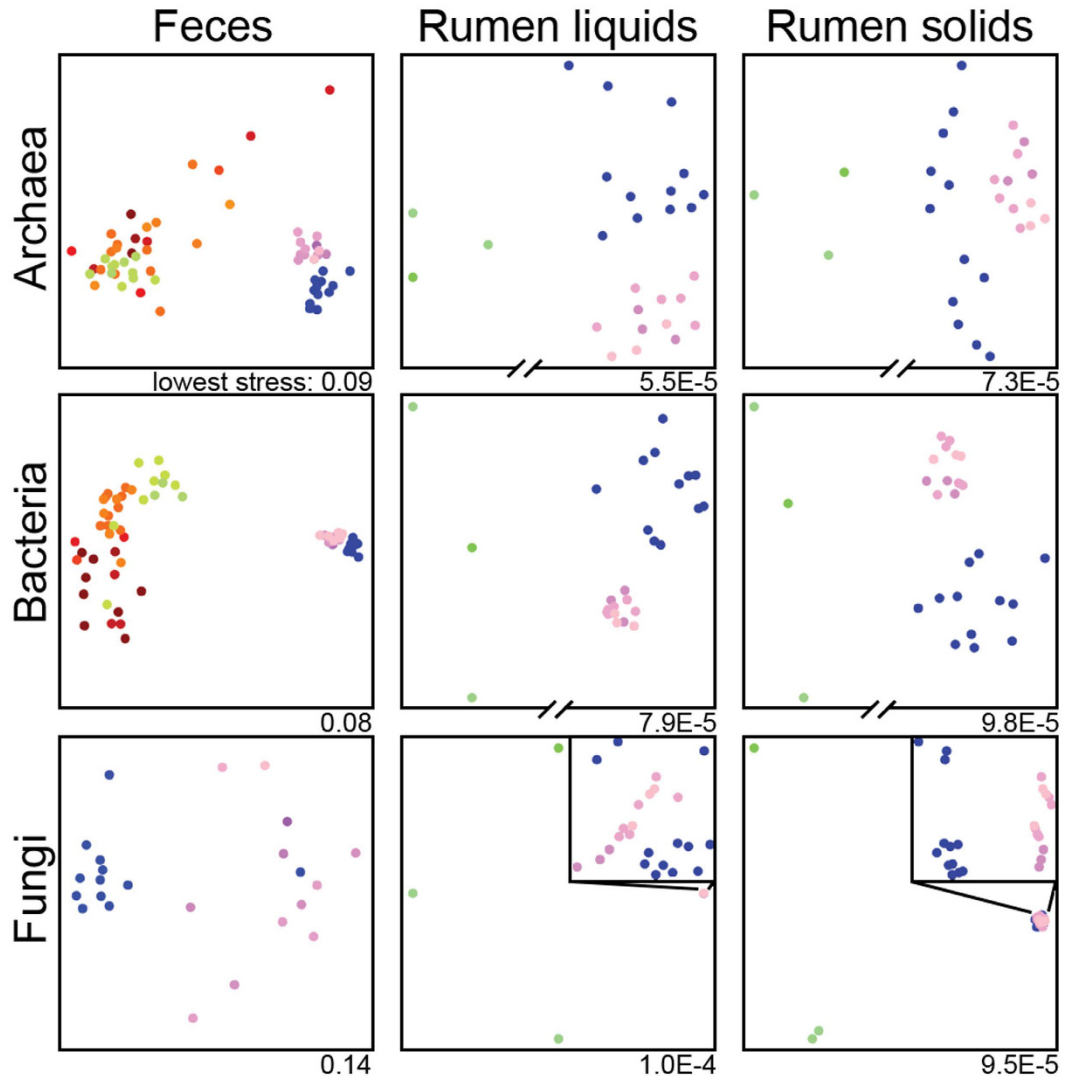 Feces
Rumen liquids
Rumen solids
Archaea
lowest stress: 0.09
5.5E-5
7.3E-5
Bacteria
0.08
7.9E-5
9.8E-5
Fungi
0.14
1.0E-4
9.5E-5